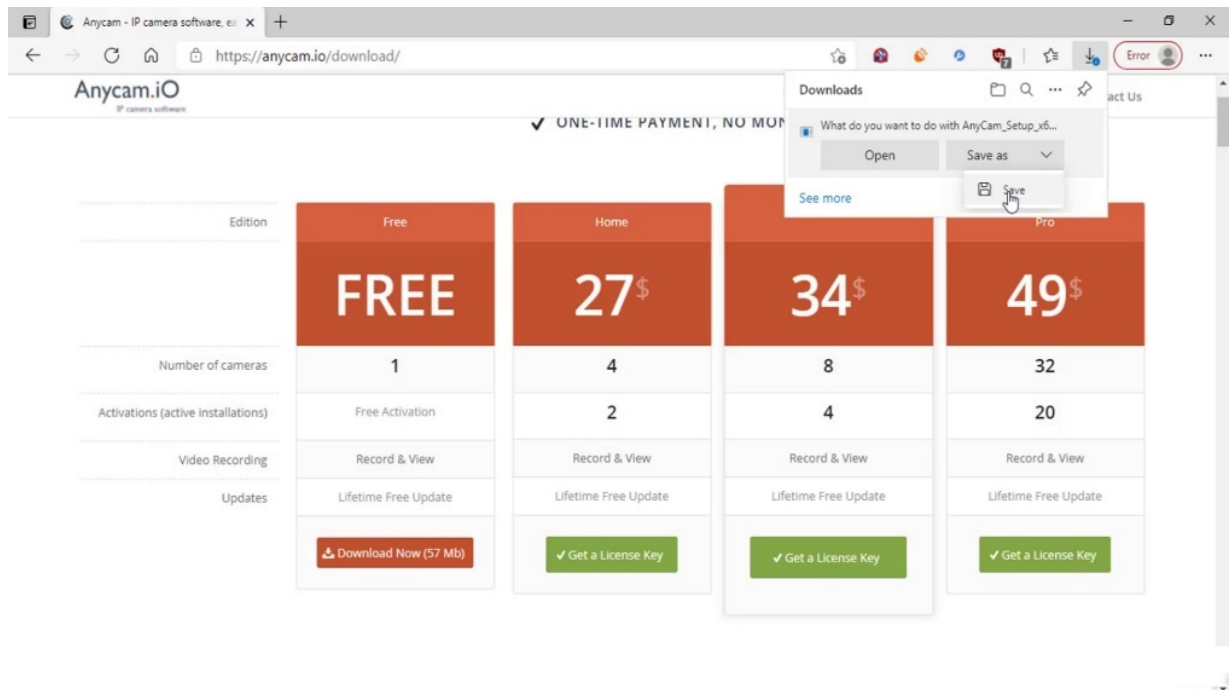 Anycam - IP camera software, ea
https://anycam.io/download/
7
Error
Anycam.iO
IP camera software
act Us
ONE-TIME PAYMENT, NO MON
Downloads
What do you want to do with AnyCam_Setup_x6...
Open
Save as
Save
See more
Edition
Free
Home
Pro
FREE
27$
34$
49$
Number of cameras
1
4
8
32
Activations (active installations)
Free Activation
2
4
20
Video Recording
Record & View
Record & View
Record & View
Record & View
Updates
Lifetime Free Update
Lifetime Free Update
Lifetime Free Update
Lifetime Free Update
Download Now (57 Mb)
Get a License Key
Get a License Key
Get a License Key